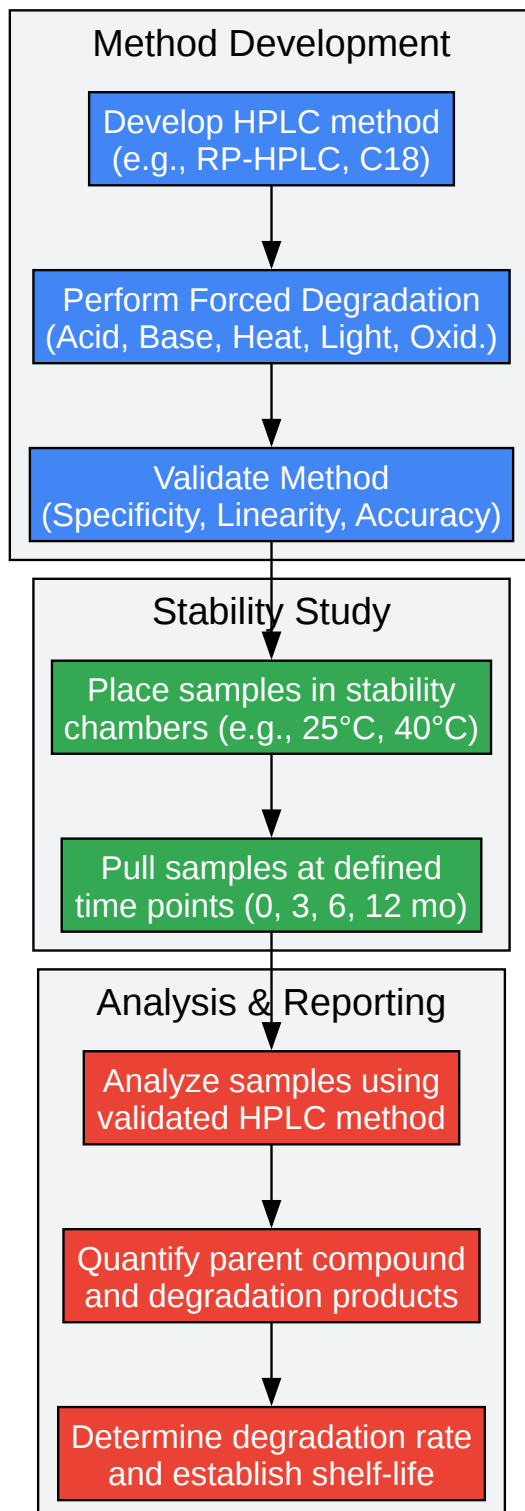 Method Development
Develop HPLC method
(e.g., RP-HPLC, C18)
Perform Forced Degradation
(Acid, Base, Heat, Light, Oxid.)
Validate Method
(Specificity, Linearity, Accuracy)
Stability Study
Place samples in stability
chambers (e.g., 25°C, 40°C)
Pull samples at defined
time points (0, 3, 6, 12 mo)
Analysis & Reporting
Analyze samples using
validated HPLC method
Quantify parent compound
and degradation products
Determine degradation rate
and establish shelf-life